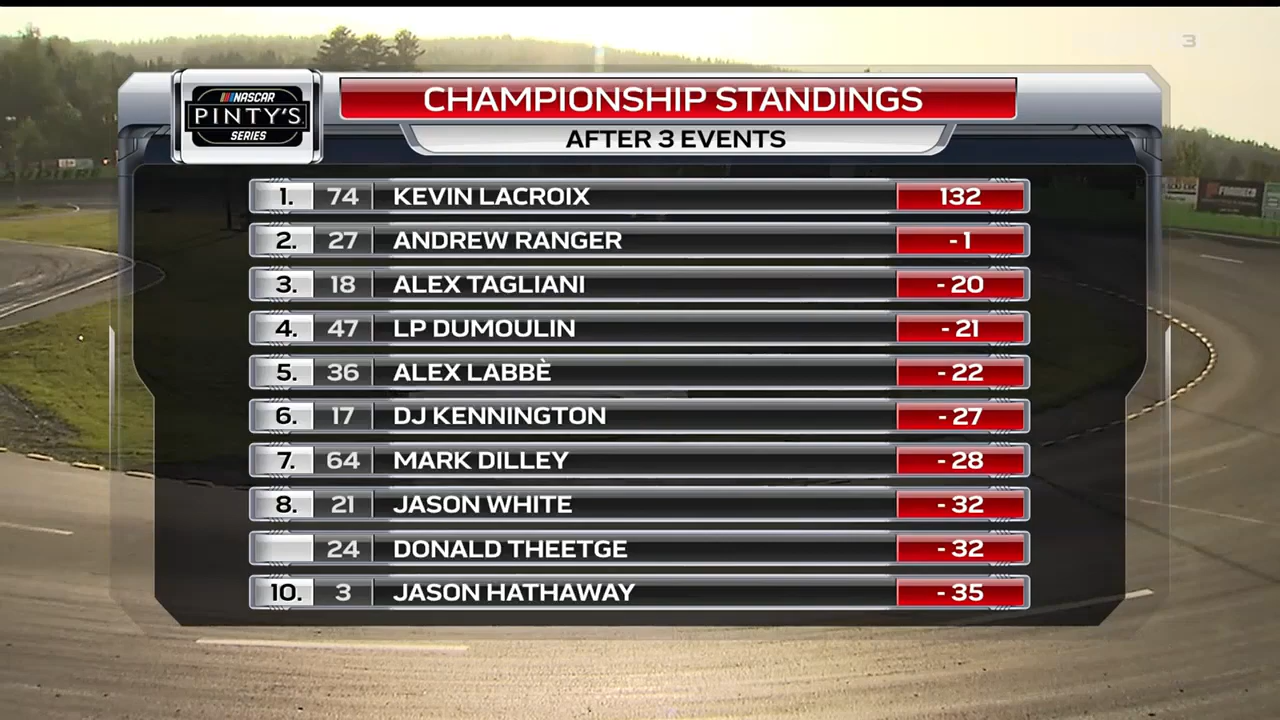 3
NASCAR
PINTY'S
SERIES
CHAMPIONSHIP STANDINGS
AFTER 3 EVENTS
1. 74 KEVIN LACROIX 132
2. 27 ANDREW RANGER - 1
3. 18 ALEX TAGLIANI - 20
4. 47 LP DUMOULIN - 21
5. 36 ALEX LABBÈ - 22
6. 17 DJ KENNINGTON - 27
7. 64 MARK DILLEY - 28
8. 21 JASON WHITE - 32
24 DONALD THEETGE - 32
10. 3 JASON HATHAWAY - 35